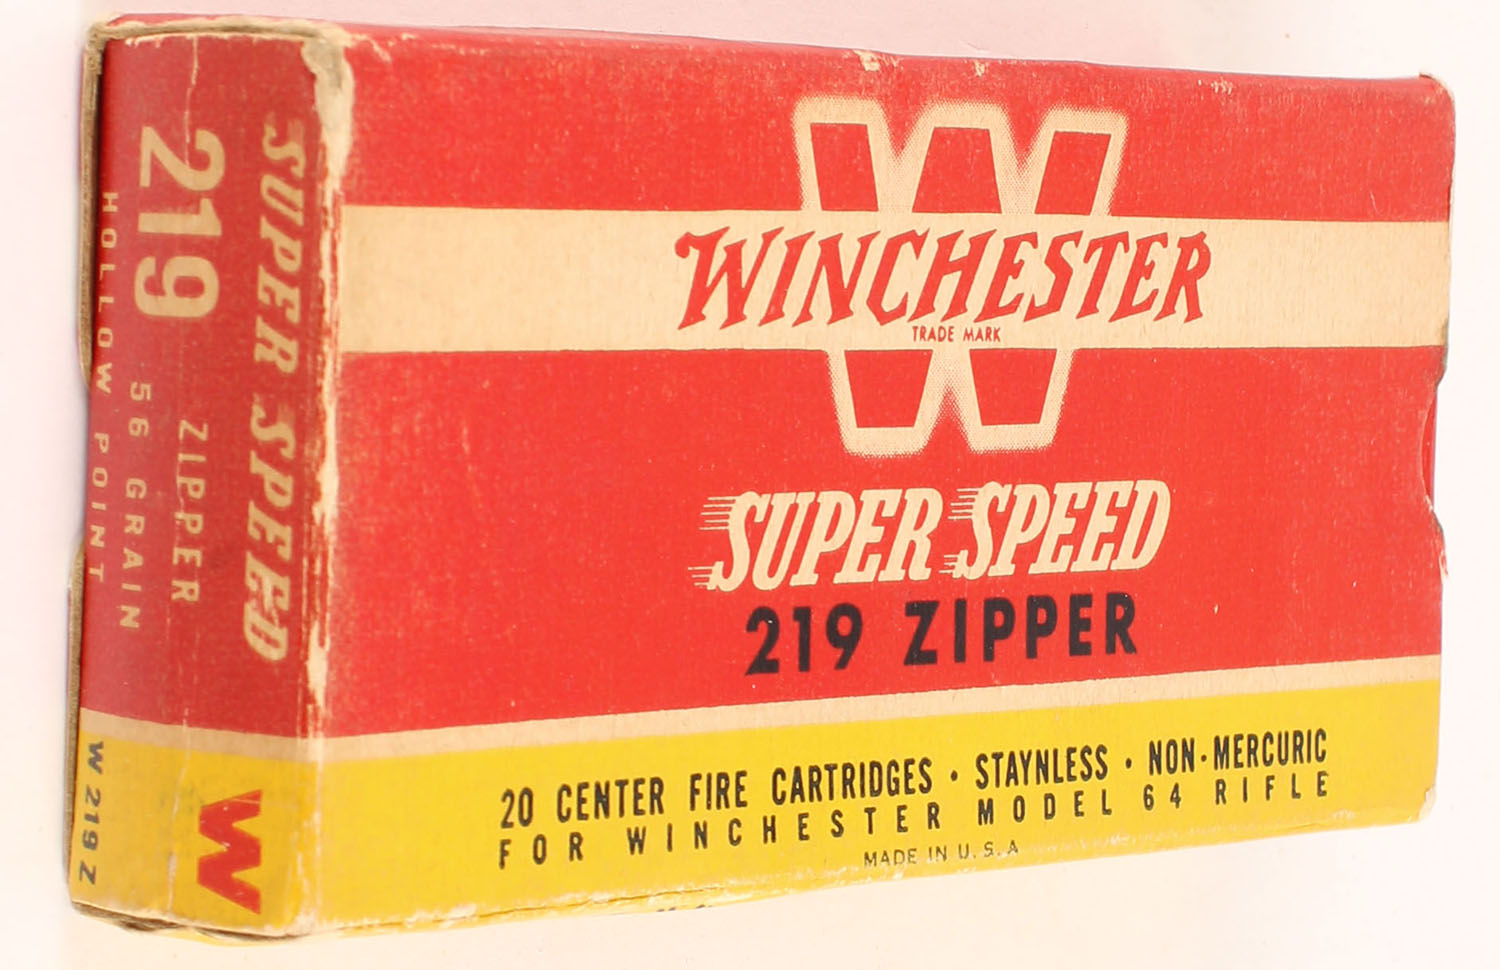 W
WINCHESTER
TRADE MARK
SUPER SPEED
219 ZIPPER
20 CENTER FIRE CARTRIDGES · STAYNLESS · NON-MERCURIC
FOR WINCHESTER MODEL 64 RIFLE
MADE IN U.S.A
SUPER SPEED
219 ZIPPER
56 GRAIN
HOLLOW POINT
W
W219Z